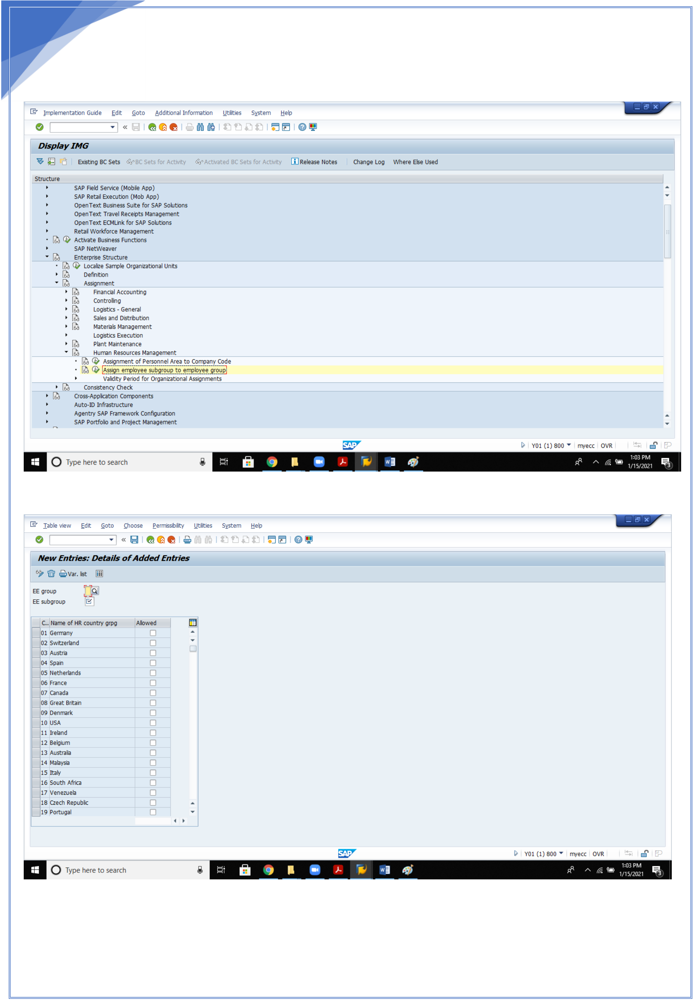 Implementation Guide Edit Goto Additional Information Utilities System Help
Display IMG
Existing BC Sets BC Sets for Activity Activated BC Sets for Activity Release Notes Change Log Where Else Used
Structure
SAP Field Service (Mobile App)
SAP Retail Execution (Mob App)
OpenText Business Suite for SAP Solutions
OpenText Travel Receipts Management
OpenText ECMLink for SAP Solutions
Retail Workforce Management
Activate Business Functions
SAP NetWeaver
Enterprise Structure
Localize Sample Organizational Units
Definition
Assignment
Financial Accounting
Controlling
Logistics - General
Sales and Distribution
Materials Management
Logistics Execution
Plant Maintenance
Human Resources Management
Assignment of Personnel Area to Company Code
Assign employee subgroup to employee group
Validity Period for Organizational Assignments
Consistency Check
Cross-Application Components
Auto-ID Infrastructure
Agentry SAP Framework Configuration
SAP Portfolio and Project Management
SAP Y01 (1) 800 myecc OVR
Type here to search 1:03 PM
1/15/2021 3
Table view Edit Goto Choose Permissibility Utilities System Help
New Entries: Details of Added Entries
Var. list
EE group
EE subgroup
C.. Name of HR country grpg Allowed
01 Germany
02 Switzerland
03 Austria
04 Spain
05 Netherlands
06 France
07 Canada
08 Great Britain
09 Denmark
10 USA
11 Ireland
12 Belgium
13 Australia
14 Malaysia
15 Italy
16 South Africa
17 Venezuela
18 Czech Republic
19 Portugal
SAP Y01 (1) 800 myecc OVR
Type here to search 1:03 PM
1/15/2021 3